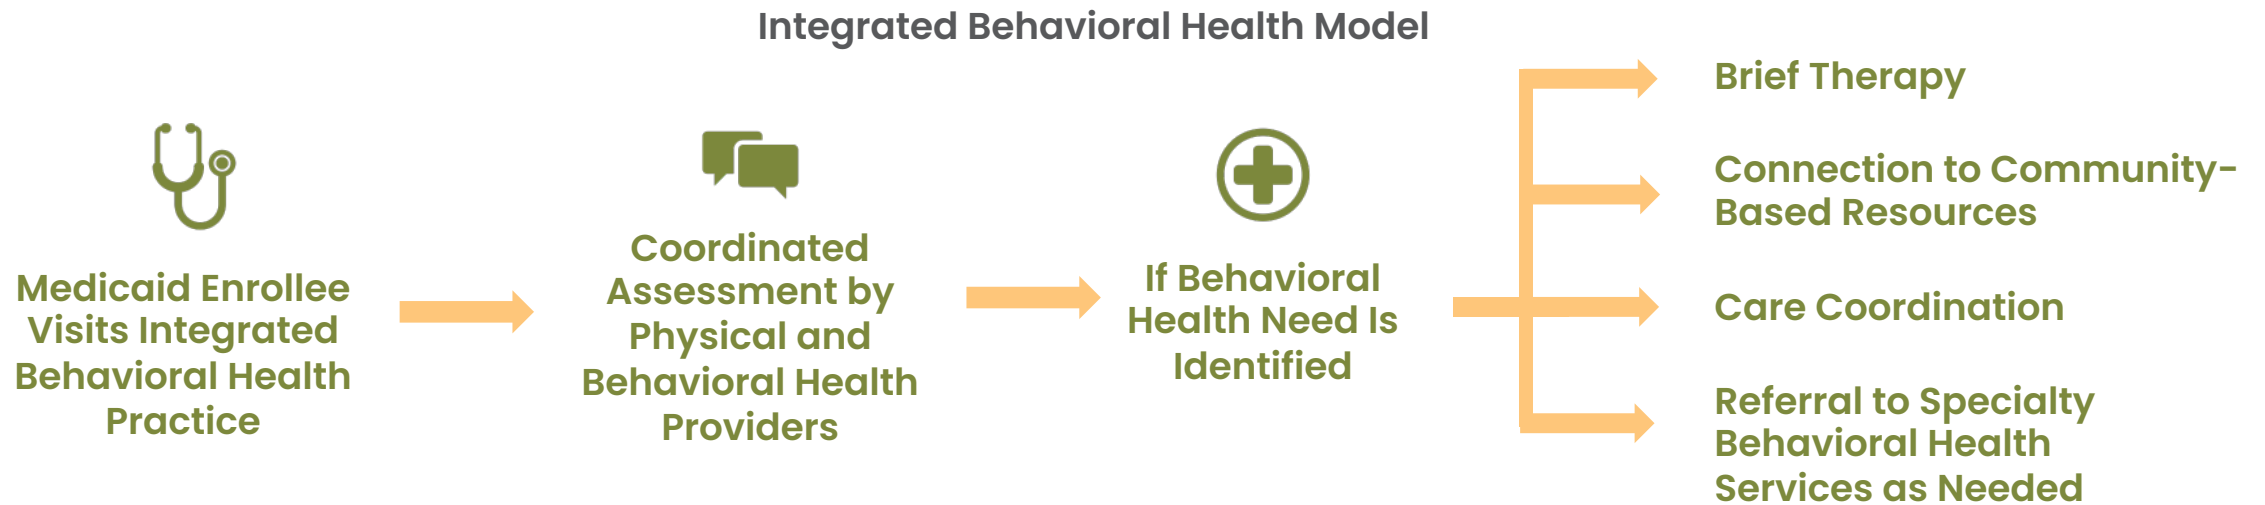 Integrated Behavioral Health Model
Medicaid Enrollee
Visits Integrated
Behavioral Health
Practice
Coordinated
Assessment by
Physical and
Behavioral Health
Providers
If Behavioral
Health Need Is
Identified
Brief Therapy
Connection to Community-
Based Resources
Care Coordination
Referral to Specialty
Behavioral Health
Services as Needed